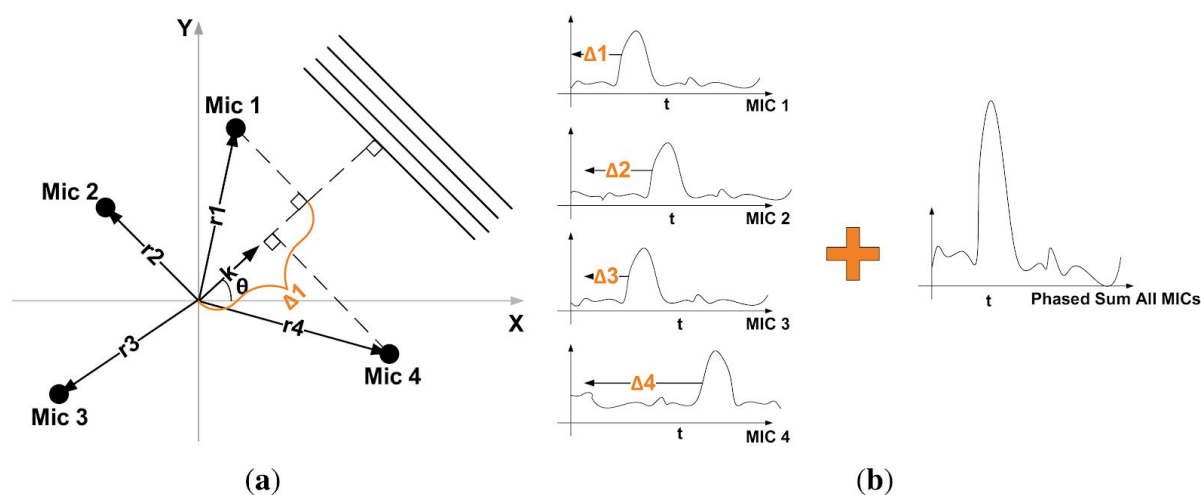 Y
Mic 1
Mic 2
r1
r2
k
θ
Δ1
X
r3
r4
Mic 4
Mic 3
(a)
Δ1
t
MIC 1
Δ2
t
MIC 2
Δ3
t
MIC 3
Δ4
t
MIC 4
t
Phased Sum All MICs
(b)